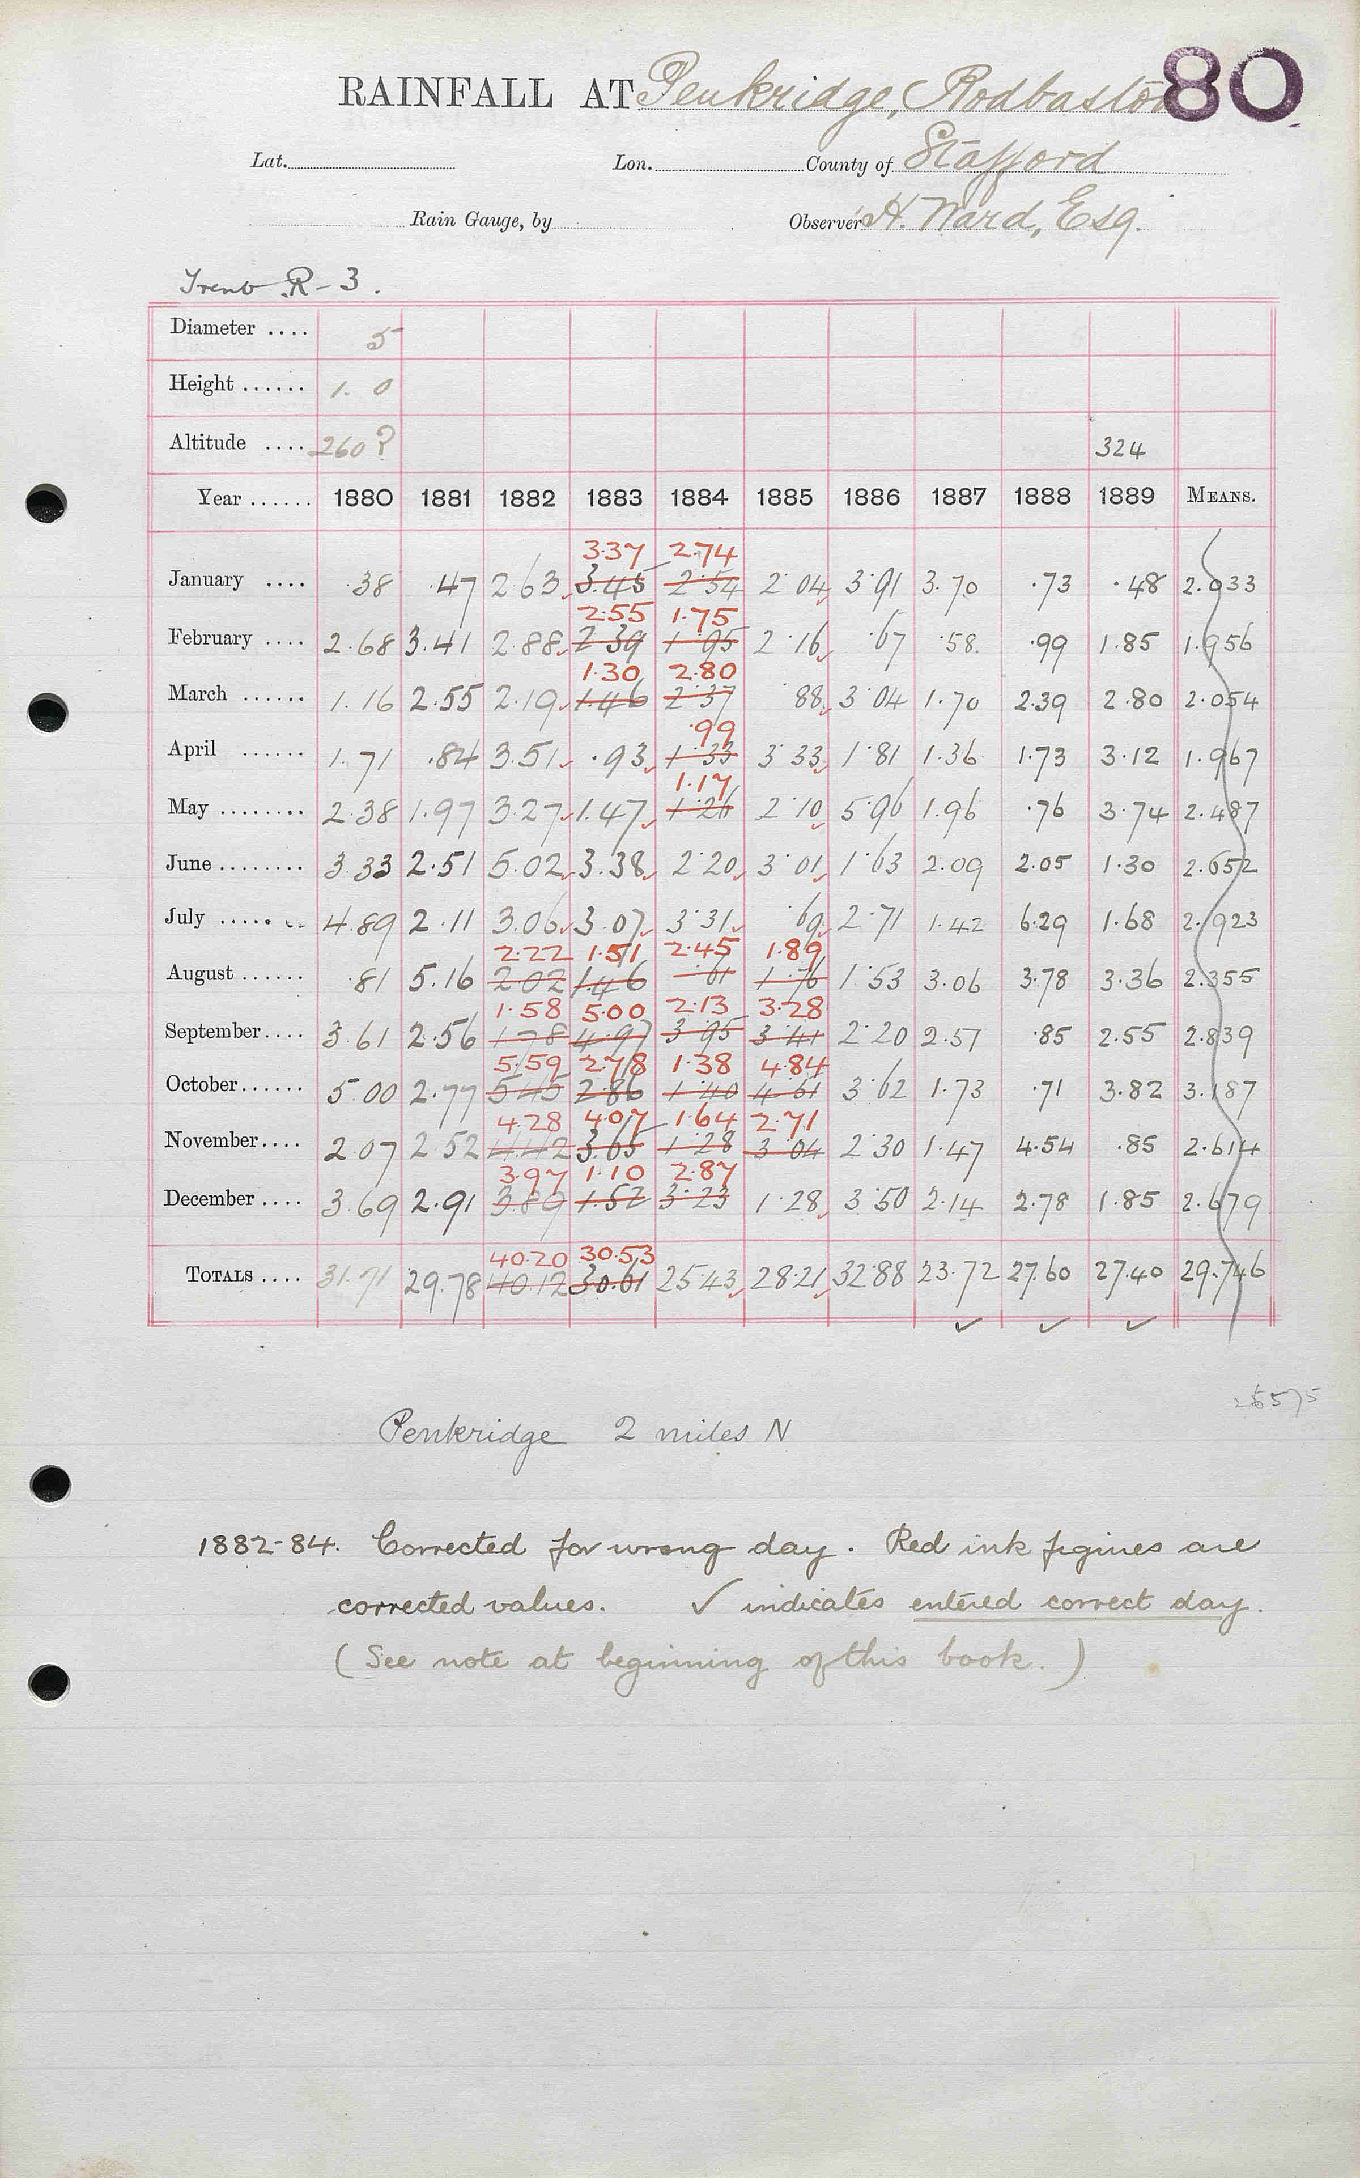 80
RAINFALL AT Penkridge, Rodbaston
Lat. Lon. County of Stafford
Rain Gauge, by Observer H. Ward, Esq.
Trent R-3.
Diameter .... 5
Height ...... 1. 0
Altitude .... 260? 324
Year ...... 1880 1881 1882 1883 1884 1885 1886 1887 1888 1889 MEANS.
3.37 2.74
January .... .38 .47 2.63 3.45 2.54 2.04 3.91 3.70 .73 .48 2.033
2.55 1.75
February .... 2.68 3.41 2.88 2.39 1.95 2.16 .67 .58 .99 1.85 1.956
1.30 2.80
March ...... 1.16 2.55 2.19 1.46 2.37 .88 3.04 1.70 2.39 2.80 2.054
.99
April ...... 1.71 .84 3.51 .93 1.33 3.33 1.81 1.36 1.73 3.12 1.967
1.17
May ........ 2.38 1.97 3.27 1.47 1.26 2.10 5.96 1.96 .76 3.74 2.487
June ........ 3.33 2.51 5.02 3.38 2.20 3.01 1.63 2.09 2.05 1.30 2.652
July ........ 4.89 2.11 3.06 3.07 3.31 .69 2.71 1.42 6.29 1.68 2.923
2.22 1.51 2.45 1.89
August ...... .81 5.16 2.02 1.46 .61 1.76 1.53 3.06 3.78 3.36 2.355
1.58 5.00 2.13 3.28
September .... 3.61 2.56 1.78 4.97 3.95 3.41 2.20 2.57 .85 2.55 2.839
5.59 2.78 1.38 4.84
October ...... 5.00 2.77 5.45 2.86 1.40 4.51 3.62 1.73 .71 3.82 3.187
4.28 4.07 1.64 2.71
November .... 2.07 2.52 4.42 3.65 1.28 3.04 2.30 1.47 4.54 .85 2.614
3.97 1.10 2.87
December .... 3.69 2.91 3.89 1.52 3.23 1.28 3.50 2.14 2.78 1.85 2.679
40.20 30.53
TOTALS .... 31.71 29.78 40.12 30.61 25.43 28.21 32.88 23.72 27.60 27.40 29.746
✓ ✓ ✓
Penkridge 2 miles N
1882-84. Corrected for wrong day. Red ink figures are
corrected values. ✓ indicates entered correct day.
(See note at beginning of this book.)